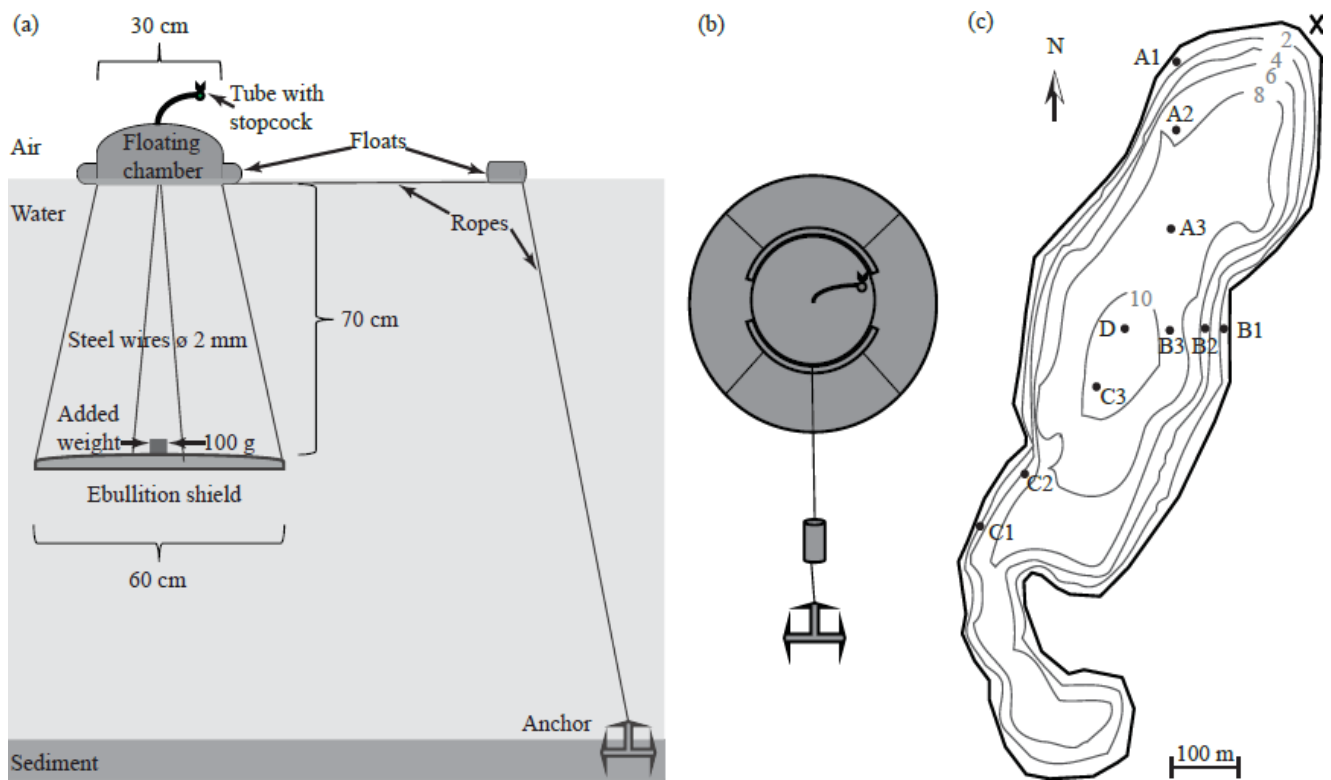 (a)
30 cm
Tube with
stopcock
Air
Floating
chamber
Floats
Water
Ropes
70 cm
Steel wires ø 2 mm
Added
weight
100 g
Ebullition shield
60 cm
Anchor
Sediment
(b)
(c)
N
X
A1
2
4
6
8
A2
A3
10
D
B3
B2
B1
C3
C2
C1
100 m